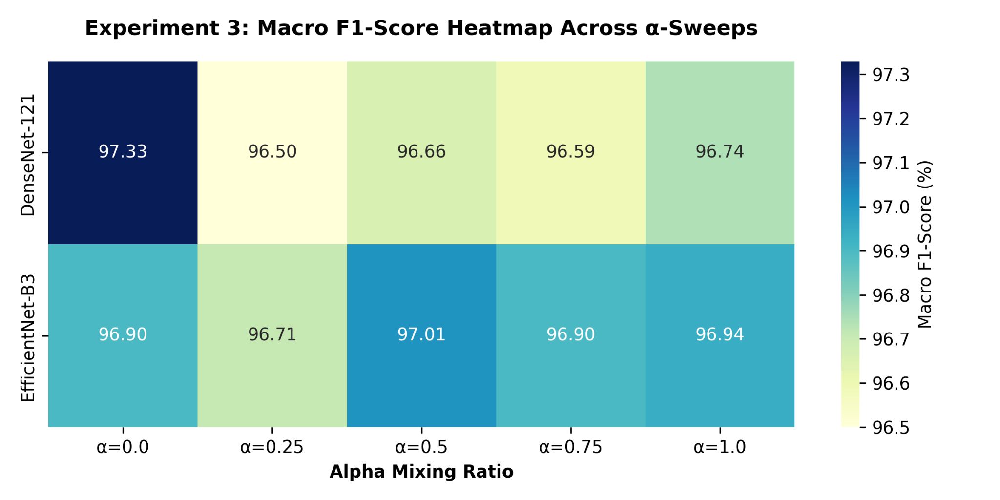 Experiment 3: Macro F1-Score Heatmap Across α-Sweeps
DenseNet-121
97.33 96.50 96.66 96.59 96.74
EfficientNet-B3
96.90 96.71 97.01 96.90 96.94
α=0.0 α=0.25 α=0.5 α=0.75 α=1.0
Alpha Mixing Ratio
97.3
97.2
97.1
97.0
96.9
96.8
96.7
96.6
96.5
Macro F1-Score (%)